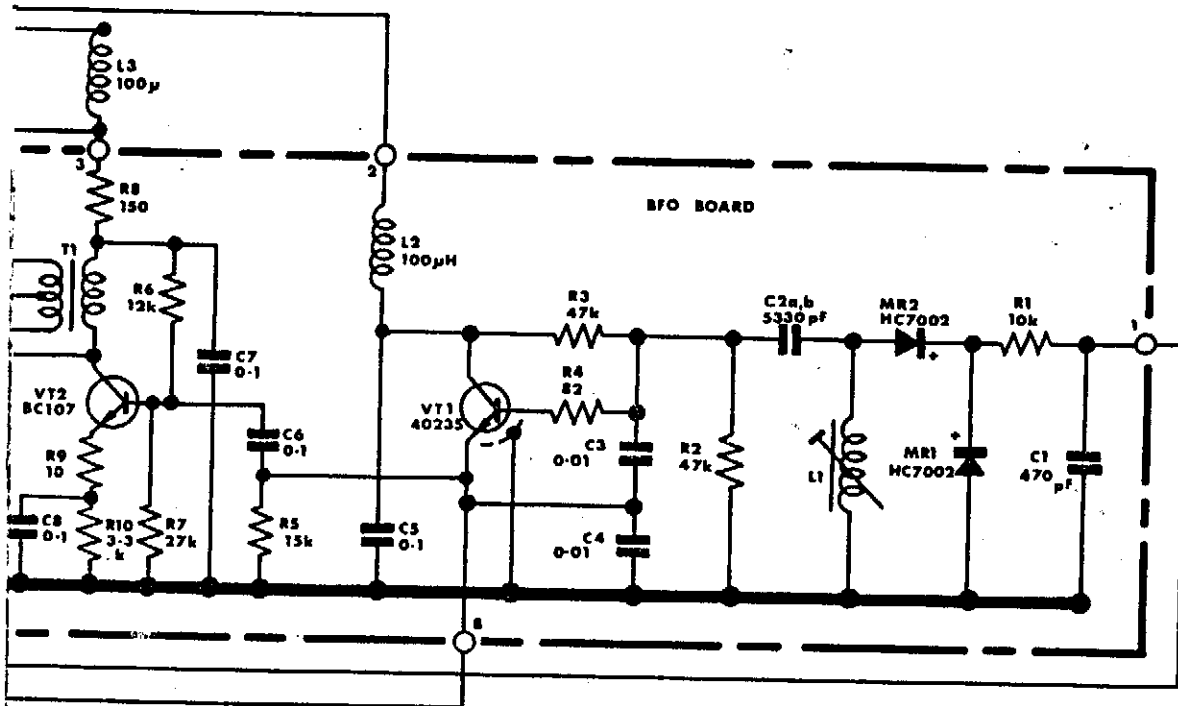 L3
100µ
3
2
R8
150
BFO BOARD
T1
L2
100µH
R6
12k
R3
47k
C2a,b
5330pF
MR2
HC7002
+
R1
10k
1
C7
0·1
VT2
BC107
R4
82
VT1
40235
C6
0·1
C3
0·01
R2
47k
L1
+
MR1
HC7002
C1
470pF
R9
10
C8
0·1
R10
3·3
k
R7
27k
R5
15k
C5
0·1
C4
0·01